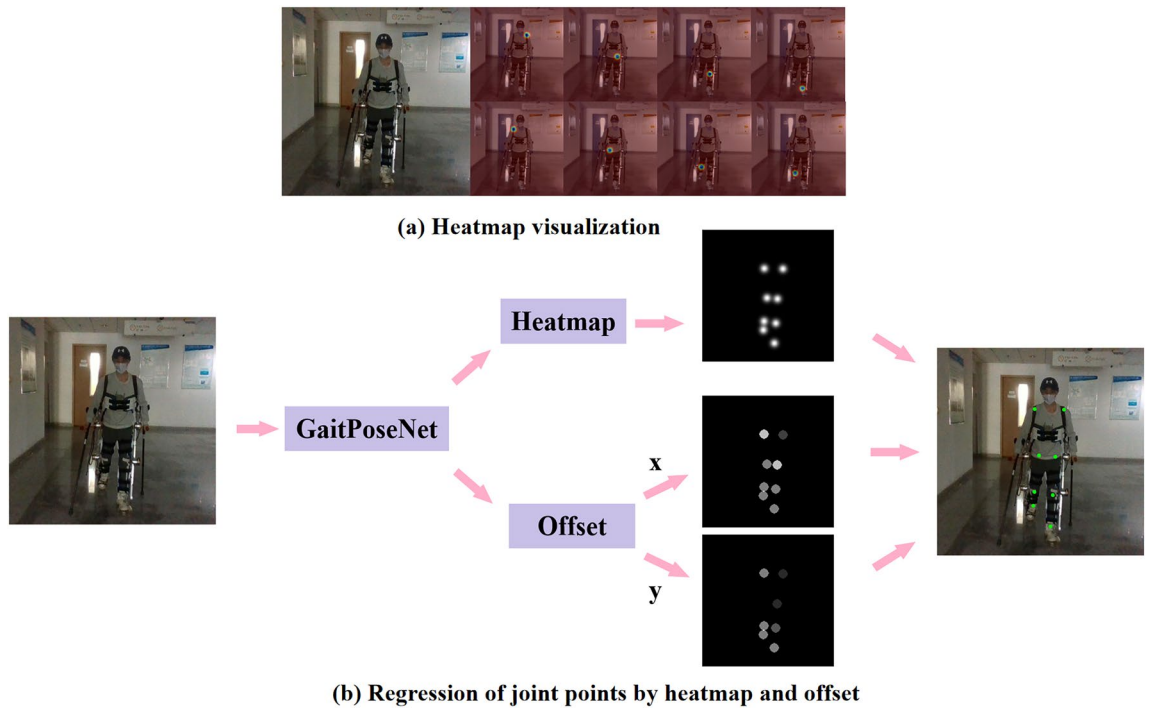 (a) Heatmap visualization
Heatmap
GaitPoseNet
x
Offset
y
(b) Regression of joint points by heatmap and offset